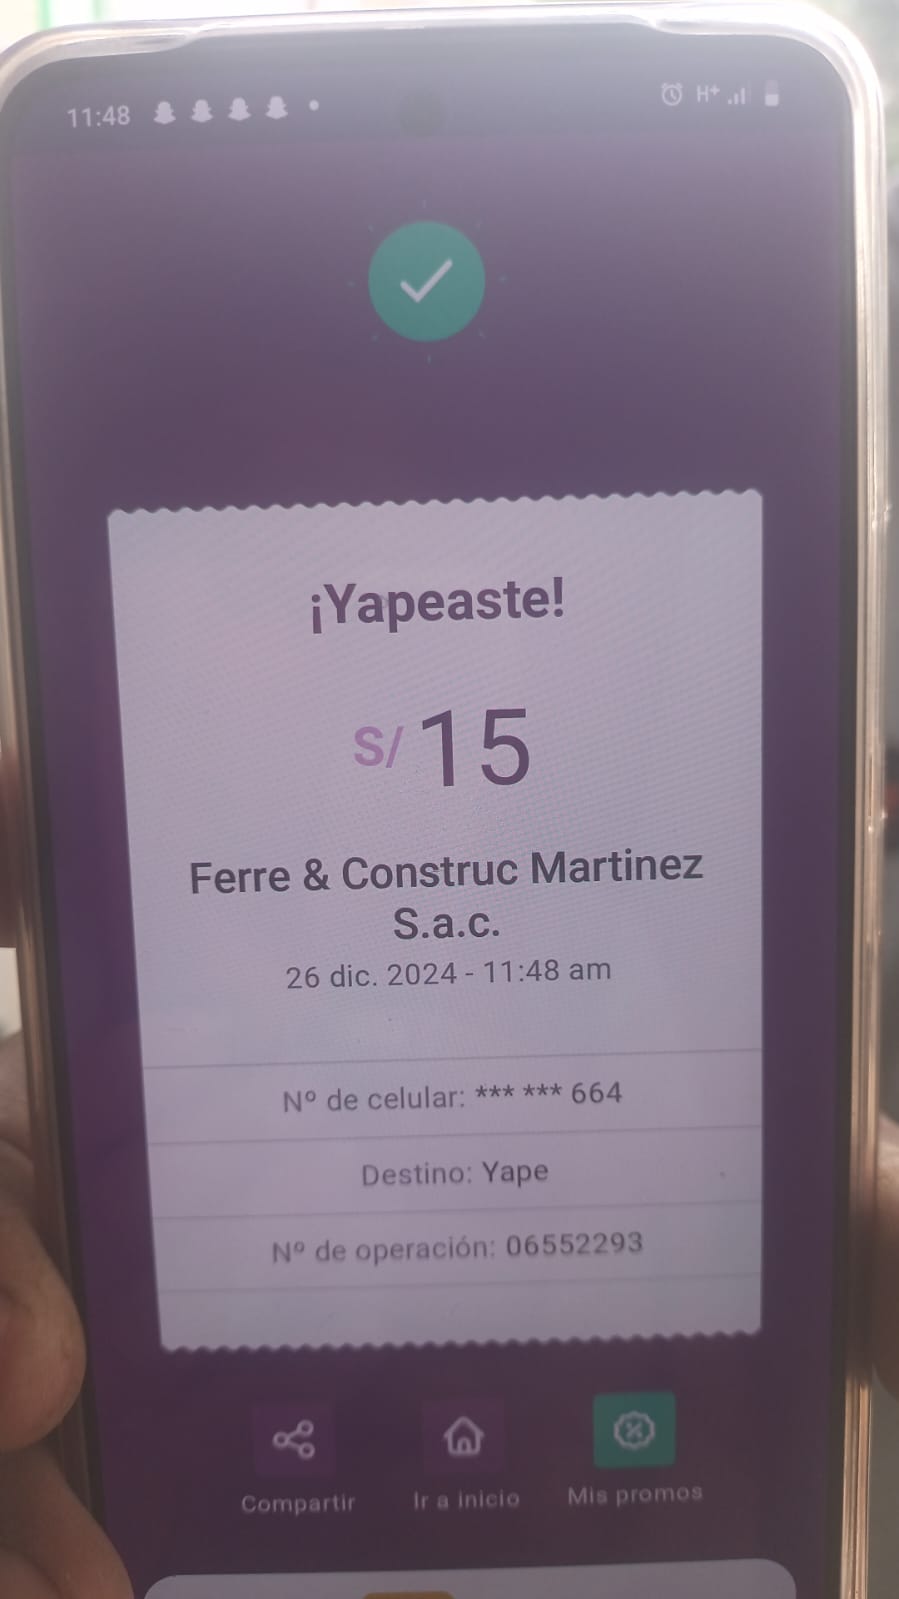 11:48
H+
¡Yapeaste!
S/ 15
Ferre & Construc Martinez
S.a.c.
26 dic. 2024 - 11:48 am
Nº de celular: *** *** 664
Destino: Yape
Nº de operación: 06552293
Compartir
Ir a inicio
Mis promos